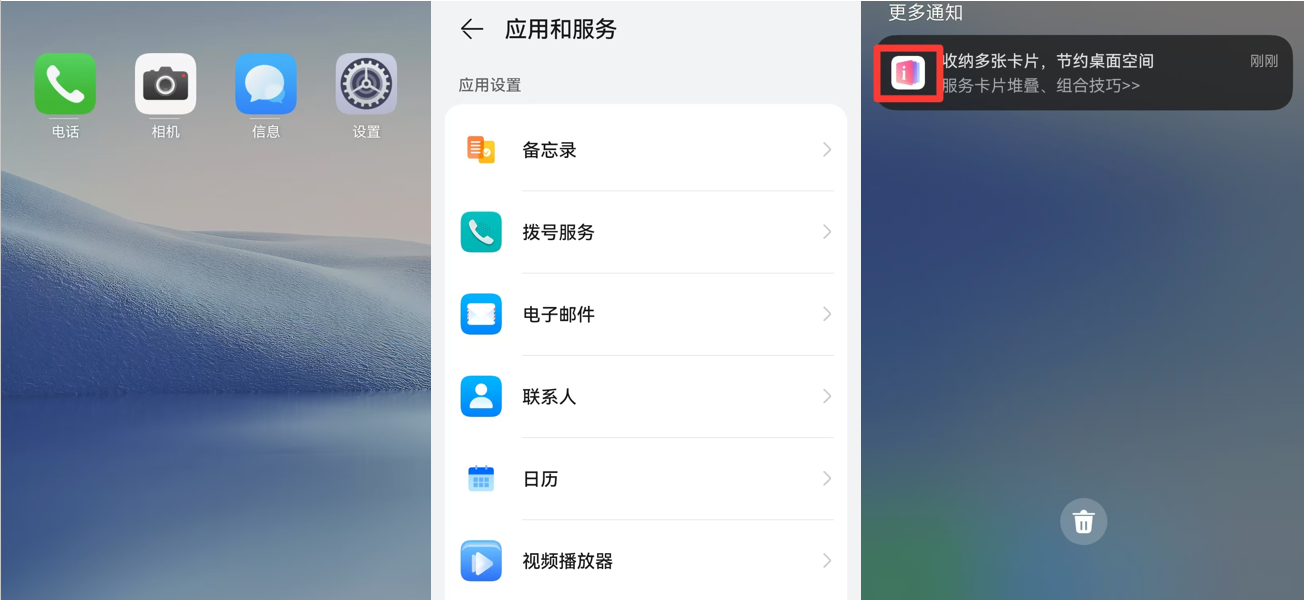 电话
相机
信息
设置
应用和服务
应用设置
备忘录
拨号服务
电子邮件
联系人
日历
视频播放器
更多通知
收纳多张卡片，节约桌面空间
刚刚
服务卡片堆叠、组合技巧>>